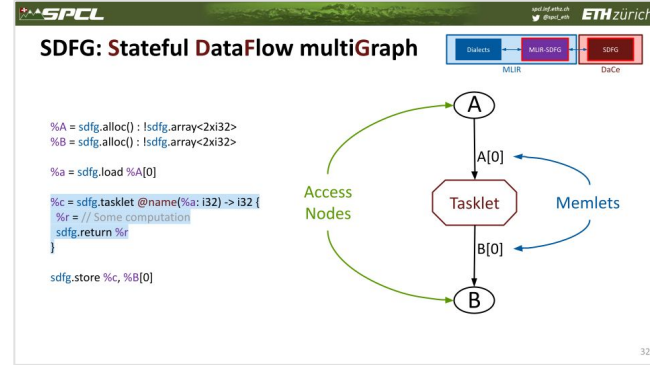 SPCL
spcl.inf.ethz.ch
@spcl_eth
ETH zürich
SDFG: Stateful DataFlow multiGraph
Dialects
MLIR-SDFG
SDFG
MLIR
DaCe
%A = sdfg.alloc() : !sdfg.array<2xi32>
%B = sdfg.alloc() : !sdfg.array<2xi32>
%a = sdfg.load %A[0]
%c = sdfg.tasklet @name(%a: i32) -> i32 {
%r = // Some computation
sdfg.return %r
}
sdfg.store %c, %B[0]
Access
Nodes
A
A[0]
Tasklet
B[0]
B
Memlets
32